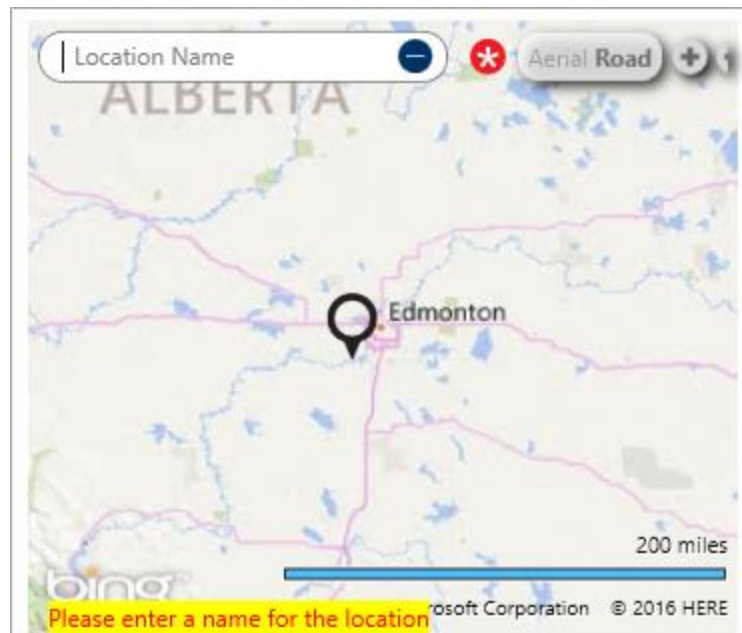 Location Name
Aerial Road
ALBERTA
Edmonton
200 miles
bing
rosoft Corporation © 2016 HERE
Please enter a name for the location